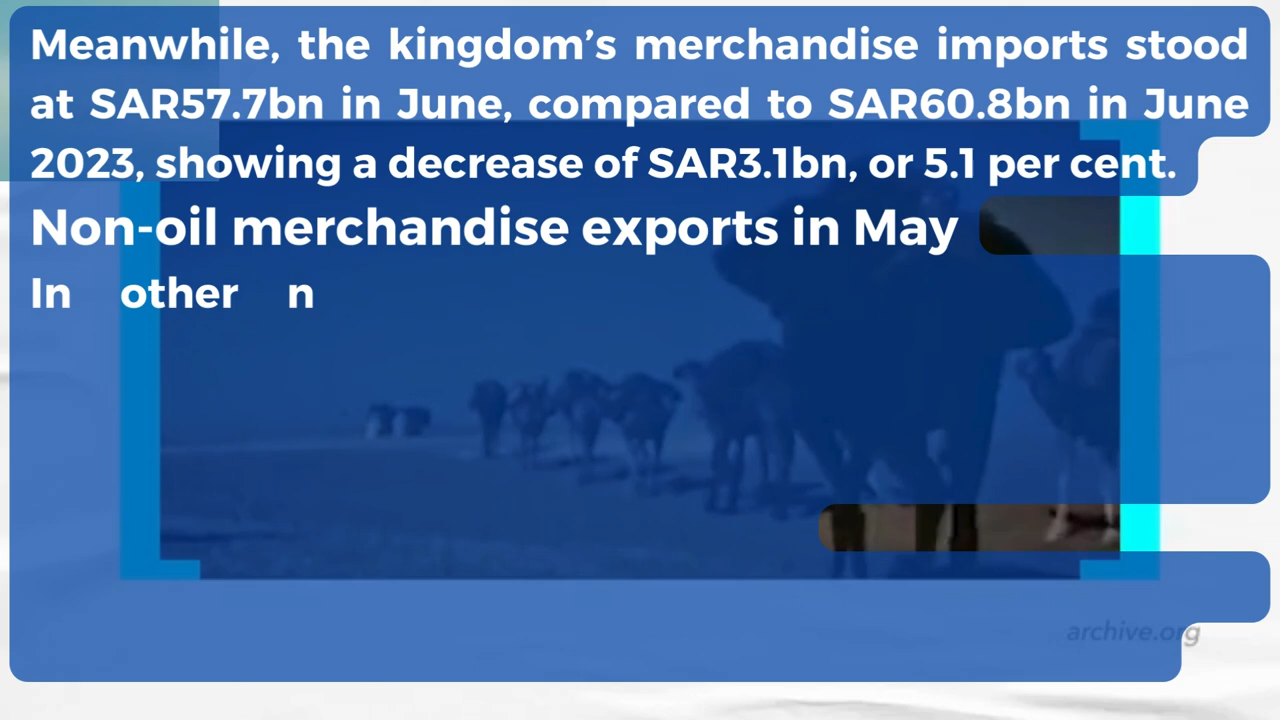 Meanwhile, the kingdom’s merchandise imports stood
at SAR57.7bn in June, compared to SAR60.8bn in June
2023, showing a decrease of SAR3.1bn, or 5.1 per cent.
Non-oil merchandise exports in May
In other n
archive.org